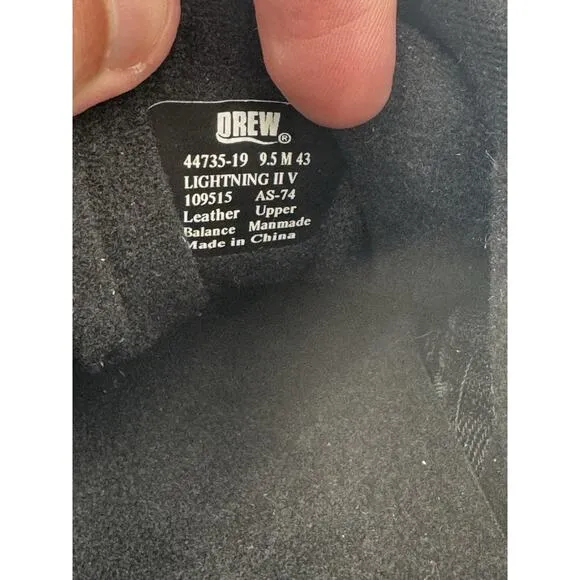 DREW®
44735-19 9.5 M 43
LIGHTNING II V
109515 AS-74
Leather Upper
Balance Manmade
Made in China